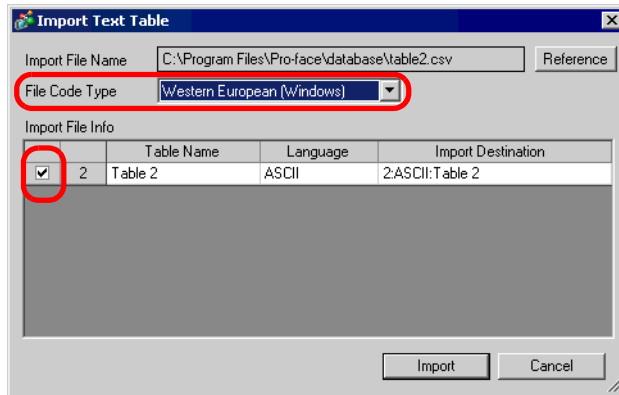 Import Text Table
Import File Name C:\Program Files\Pro-face\database\table2.csv Reference
File Code Type Western European (Windows)
Import File Info
Table Name Language Import Destination
2 Table 2 ASCII 2:ASCII:Table 2
Import Cancel